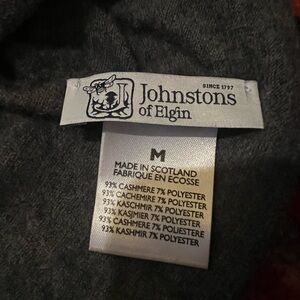 SINCE 1797
Johnstons
of Elgin
M
MADE IN SCOTLAND
FABRIQUE EN ECOSSE
93% CASHMERE 7% POLYESTER
93% CACHEMIRE 7% POLYESTER
93% KASCHMIR 7% POLYESTER
93% KASJMIER 7% POLYESTER
93% CASHMERE 7% POLIESTERE
93% KASHMIR 7% POLYESTER